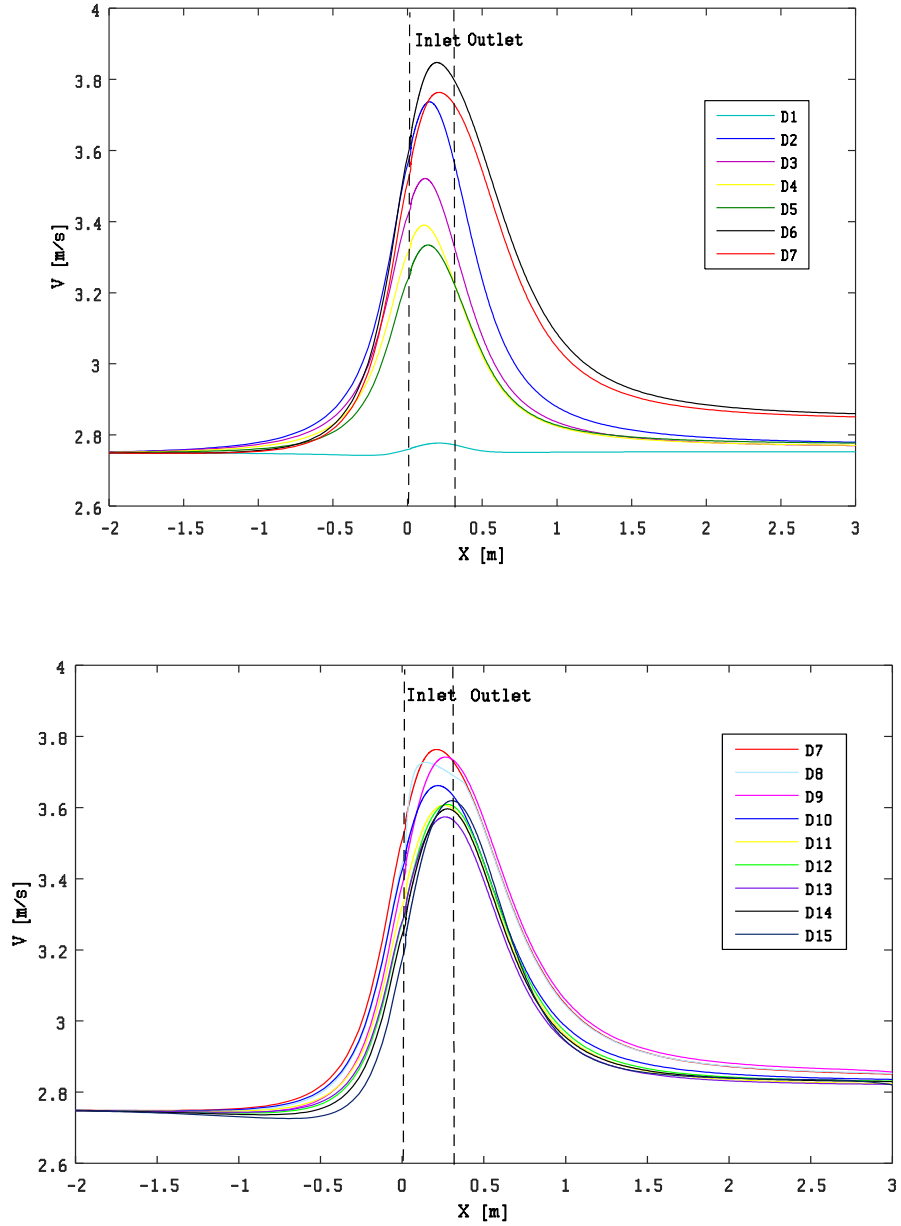 4
Inlet Outlet
3.8
D1
D2
3.6
D3
D4
3.4
D5
D6
V [m/s]
D7
3.2
3
2.8
2.6
-2 -1.5 -1 -0.5 0 0.5 1 1.5 2 2.5 3
X [m]
4
Inlet Outlet
3.8
D7
D8
D9
3.6
D10
D11
3.4
D12
D13
D14
V [m/s]
D15
3.2
3
2.8
2.6
-2 -1.5 -1 -0.5 0 0.5 1 1.5 2 2.5 3
X [m]